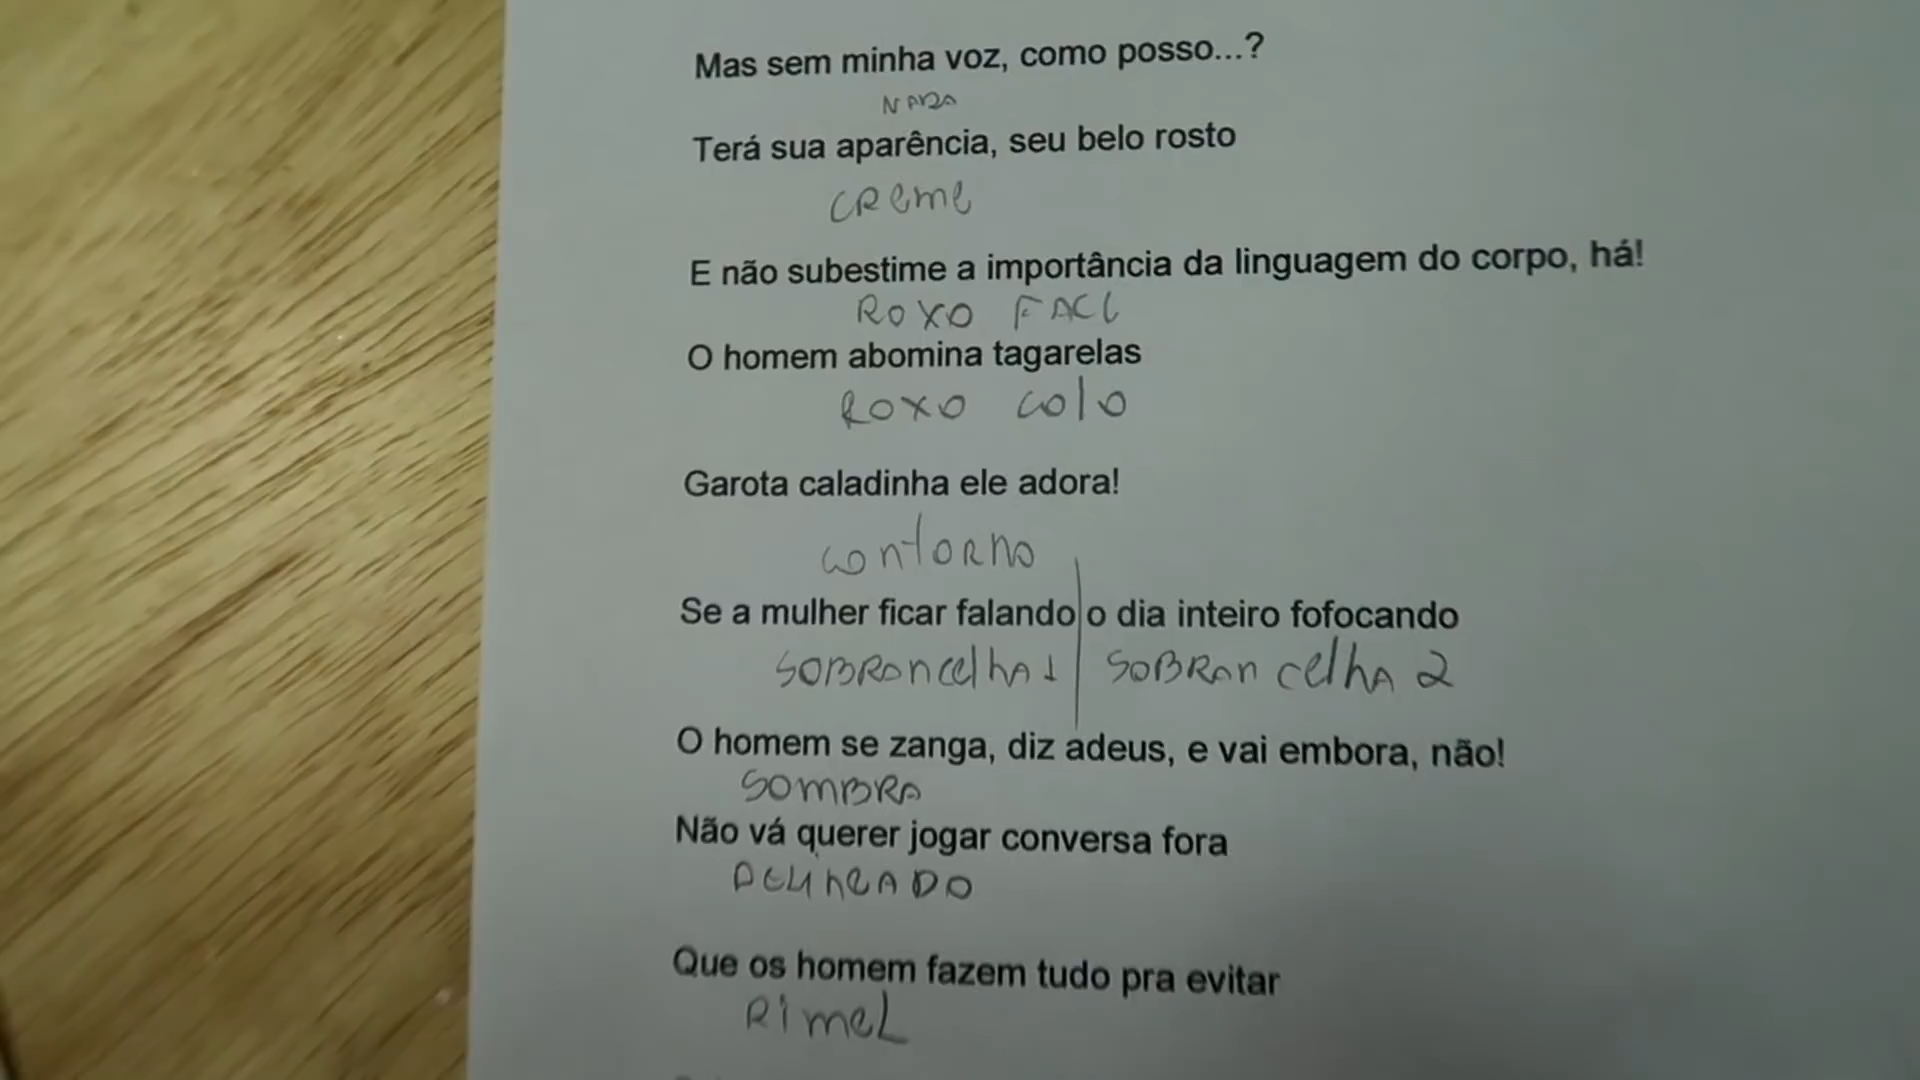 Mas sem minha voz, como posso...?
NADA
Terá sua aparência, seu belo rosto
CReme
E não subestime a importância da linguagem do corpo, há!
ROXO FACE
O homem abomina tagarelas
ROXO colo
Garota caladinha ele adora!
contorno
Se a mulher ficar falando o dia inteiro fofocando
SOBRancelha 1 SOBRancelha 2
O homem se zanga, diz adeus, e vai embora, não!
SOMBRA
Não vá querer jogar conversa fora
DELINEADO
Que os homem fazem tudo pra evitar
RimeL